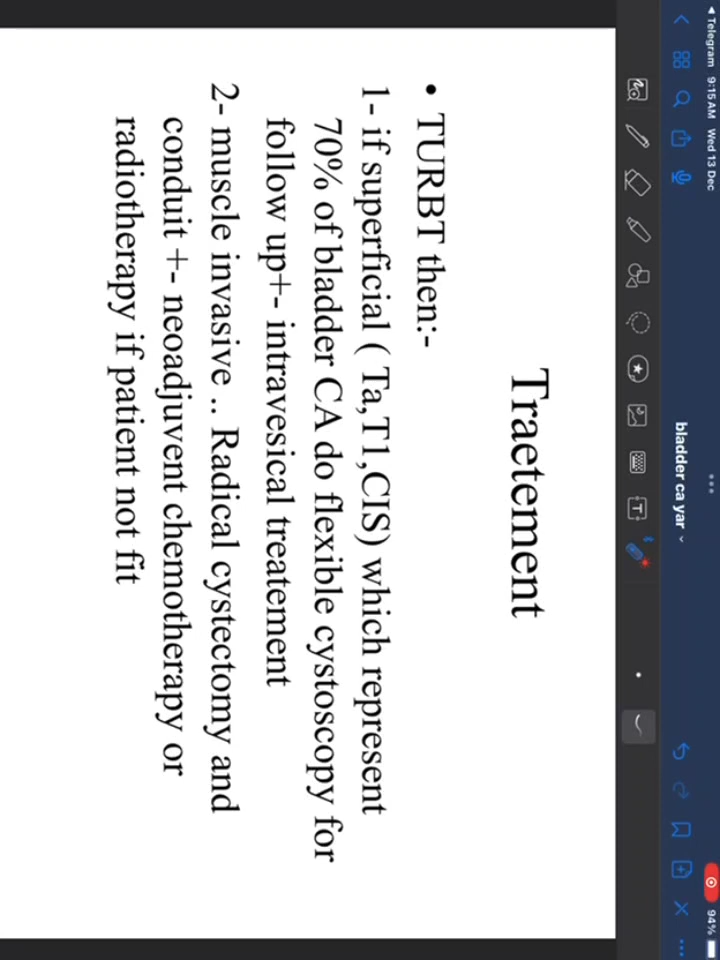 ◀ Telegram 9:15 AM Wed 13 Dec
94%
bladder ca yar
Traetement
• TURBT then:-
1- if superficial ( Ta,T1,CIS) which represent
70% of bladder CA do flexible cystoscopy for
follow up+- intravesical treatement
2- muscle invasive .. Radical cystectomy and
conduit +- neoadjuvent chemotherapy or
radiotherapy if patient not fit